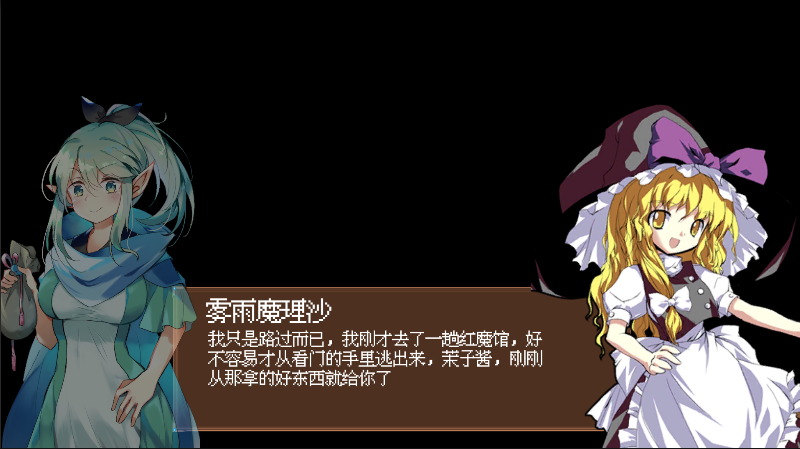 雾雨魔理沙
我只是路过而已，我刚才去了一趟红魔馆，好
不容易才从看门的手里逃出来，茉子酱，刚刚
从那拿的好东西就给你了